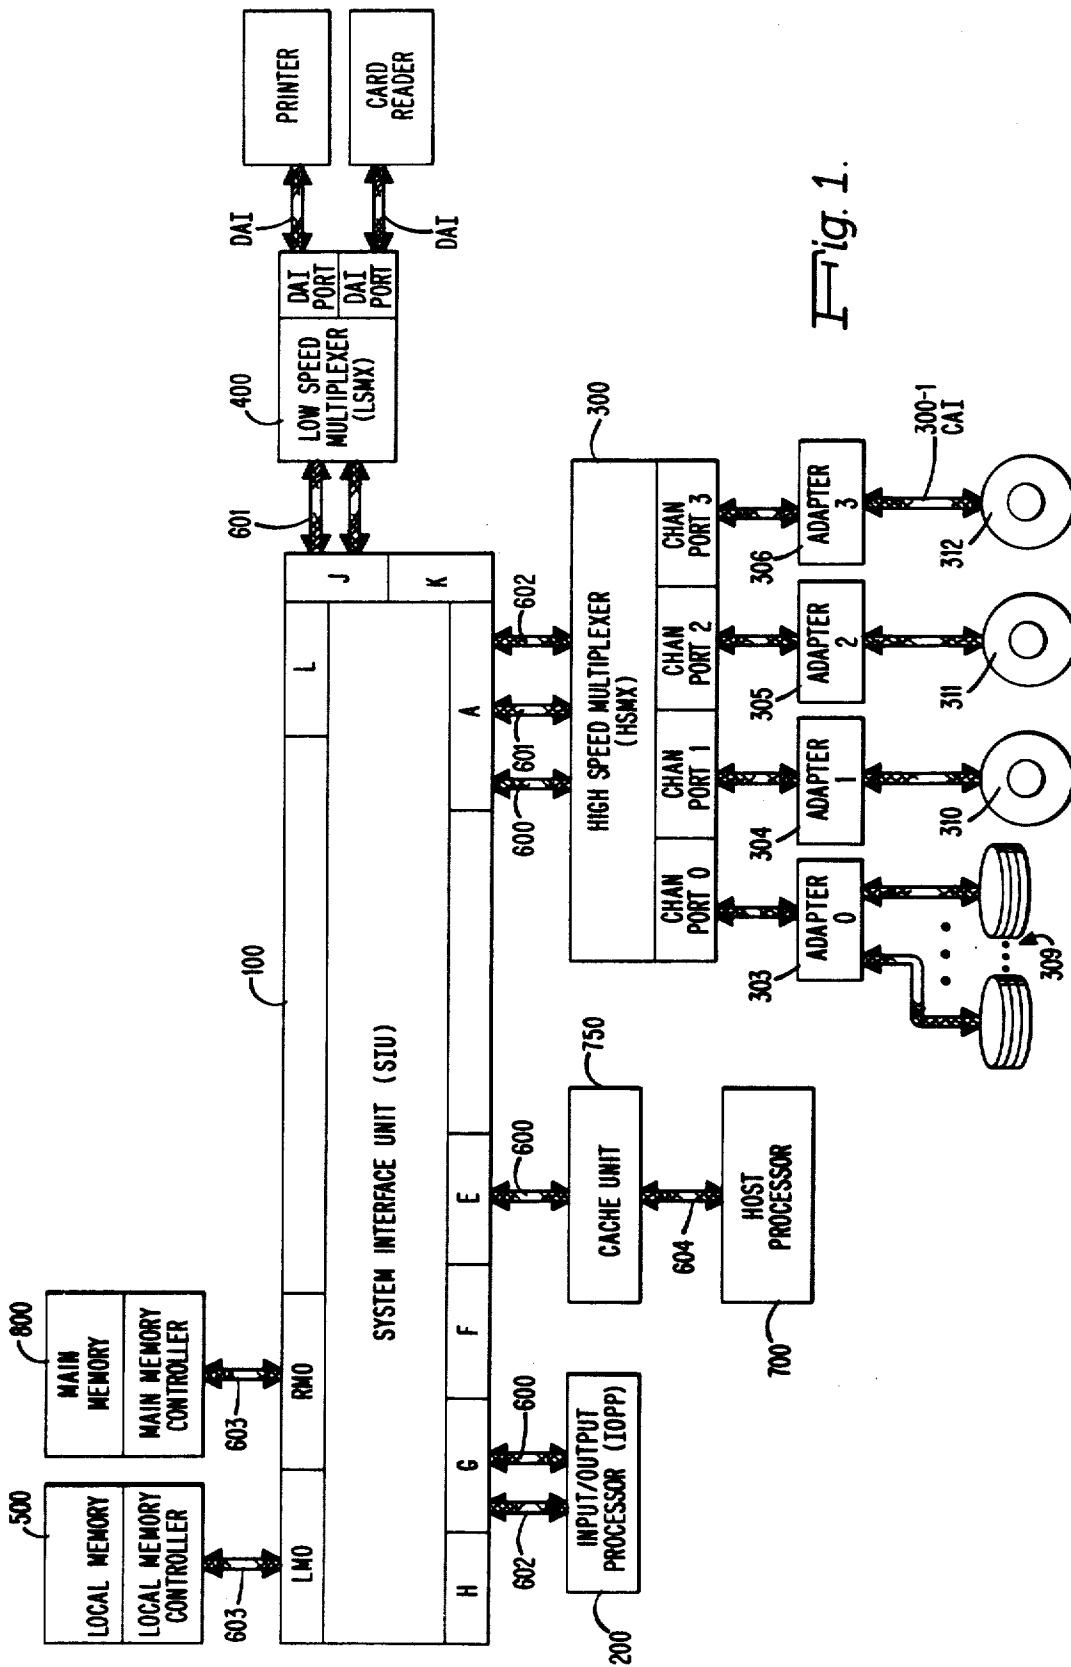 500
LOCAL MEMORY
LOCAL MEMORY
CONTROLLER
603
800
MAIN
MEMORY
MAIN MEMORY
CONTROLLER
603
LMO
RMO
100
L
SYSTEM INTERFACE UNIT (SIU)
H
G
F
E
A
J
K
602
600
INPUT/OUTPUT
PROCESSOR (IOPP)
200
600
CACHE UNIT
750
604
HOST
PROCESSOR
700
600
601
602
HIGH SPEED MULTIPLEXER
(HSMX)
300
CHAN
PORT 0
CHAN
PORT 1
CHAN
PORT 2
CHAN
PORT 3
303
ADAPTER
0
304
ADAPTER
1
305
ADAPTER
2
306
ADAPTER
3
300-1
CAI
309
310
311
312
601
400
LOW SPEED
MULTIPLEXER
(LSMX)
DAI
PORT
DAI
PORT
DAI
DAI
PRINTER
CARD
READER
Fig. 1.